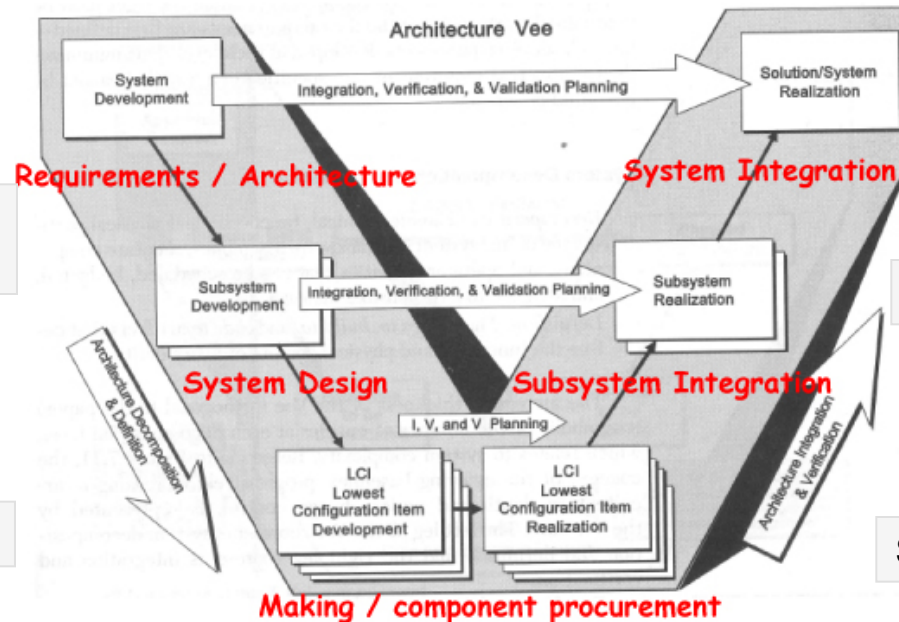 Architecture Vee
System
Development
Integration, Verification, & Validation Planning
Solution/System
Realization
Requirements / Architecture
System Integration
Subsystem
Development
Integration, Verification, & Validation Planning
Subsystem
Realization
Architecture Decomposition
& Definition
System Design
Subsystem Integration
I, V, and V Planning
Architecture Integration
& Verification
LCI
Lowest
Configuration Item
Development
LCI
Lowest
Configuration Item
Realization
Making / component procurement